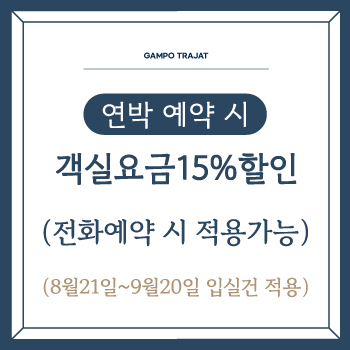 GAMPO TRAJAT
연박 예약 시
객실요금15%할인
(전화예약 시 적용가능)
(8월21일~9월20일 입실건 적용)